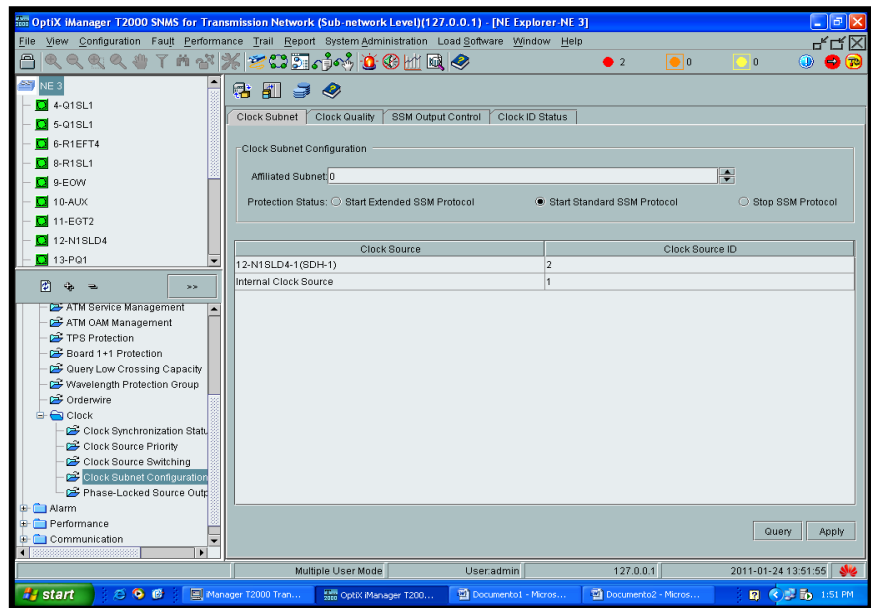 OptiX iManager T2000 SNMS for Transmission Network (Sub-network Level)(127.0.0.1) - [NE Explorer-NE 3]
File View Configuration Fault Performance Trail Report System Administration Load Software Window Help
2 0 0
NE 3
4-Q1SL1
5-Q1SL1
6-R1EFT4
8-R1SL1
9-EOW
10-AUX
11-EGT2
12-N1SLD4
13-PQ1
>>
ATM Service Management
ATM OAM Management
TPS Protection
Board 1+1 Protection
Query Low Crossing Capacity
Wavelength Protection Group
Orderwire
Clock
Clock Synchronization Statu
Clock Source Priority
Clock Source Switching
Clock Subnet Configuration
Phase-Locked Source Outp
Alarm
Performance
Communication
Clock Subnet Clock Quality SSM Output Control Clock ID Status
Clock Subnet Configuration
Affiliated Subnet: 0
Protection Status: Start Extended SSM Protocol Start Standard SSM Protocol Stop SSM Protocol
Clock Source Clock Source ID
12-N1SLD4-1(SDH-1) 2
Internal Clock Source 1
Query Apply
Multiple User Mode User:admin 127.0.0.1 2011-01-24 13:51:55
start iManager T2000 Tran... OptiX iManager T200... Documento1 - Micros... Documento2 - Micros... 1:51 PM